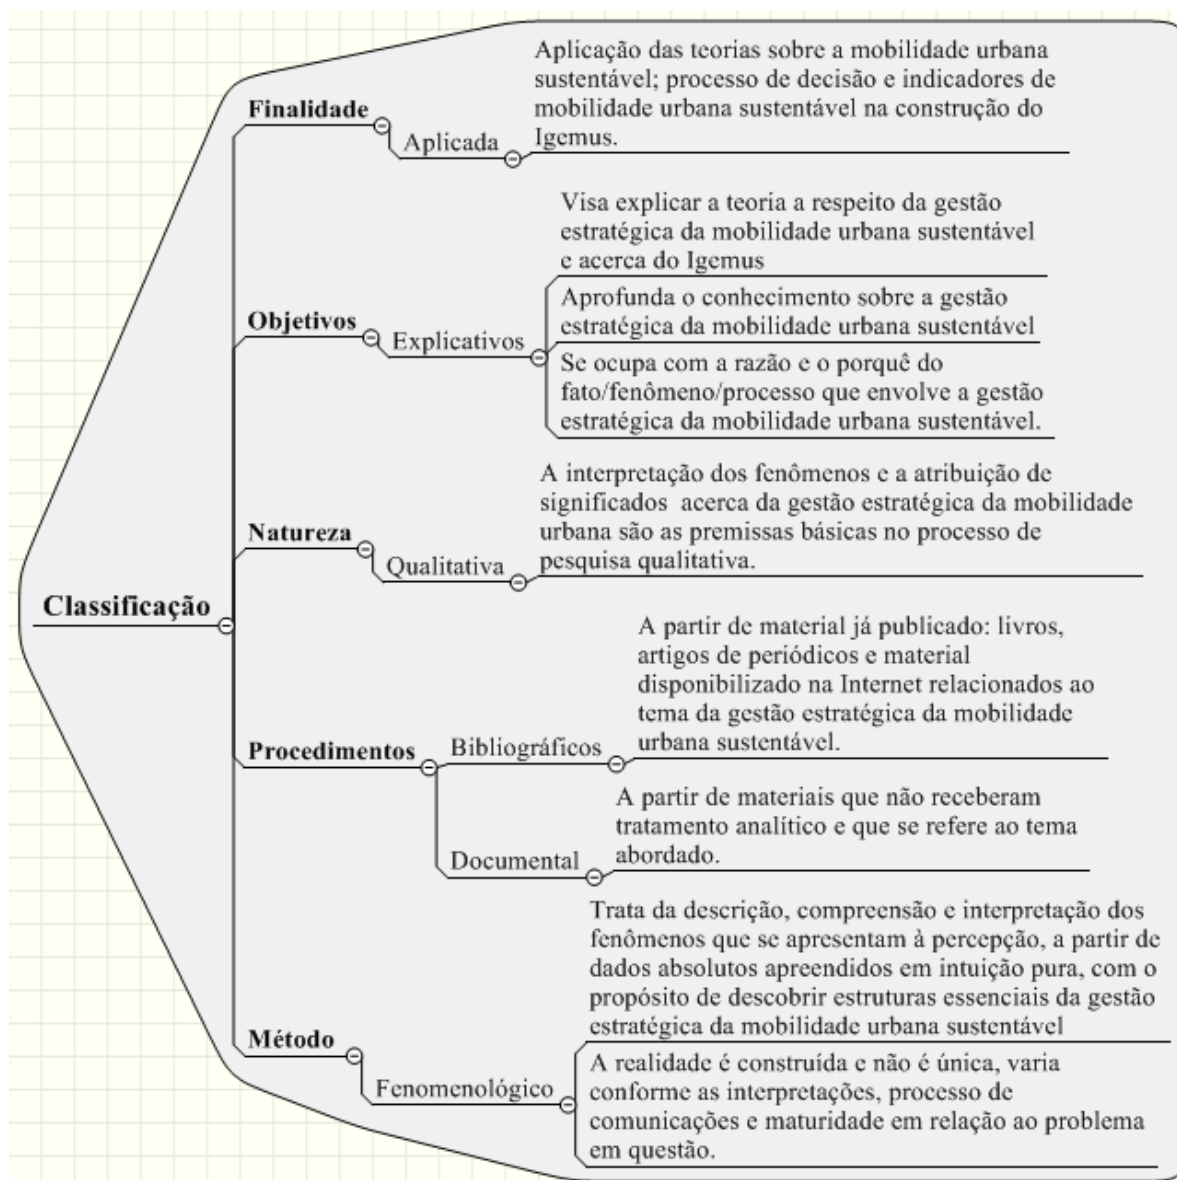 Classificação
Finalidade
Aplicada
Aplicação das teorias sobre a mobilidade urbana
sustentável; processo de decisão e indicadores de
mobilidade urbana sustentável na construção do
Igemus.
Objetivos
Explicativos
Visa explicar a teoria a respeito da gestão
estratégica da mobilidade urbana sustentável
e acerca do Igemus
Aprofunda o conhecimento sobre a gestão
estratégica da mobilidade urbana sustentável
Se ocupa com a razão e o porquê do
fato/fenômeno/processo que envolve a gestão
estratégica da mobilidade urbana sustentável.
Natureza
Qualitativa
A interpretação dos fenômenos e a atribuição de
significados acerca da gestão estratégica da mobilidade
urbana são as premissas básicas no processo de
pesquisa qualitativa.
Procedimentos
Bibliográficos
A partir de material já publicado: livros,
artigos de periódicos e material
disponibilizado na Internet relacionados ao
tema da gestão estratégica da mobilidade
urbana sustentável.
Documental
A partir de materiais que não receberam
tratamento analítico e que se refere ao tema
abordado.
Método
Fenomenológico
Trata da descrição, compreensão e interpretação dos
fenômenos que se apresentam à percepção, a partir de
dados absolutos apreendidos em intuição pura, com o
propósito de descobrir estruturas essenciais da gestão
estratégica da mobilidade urbana sustentável
A realidade é construída e não é única, varia
conforme as interpretações, processo de
comunicações e maturidade em relação ao problema
em questão.